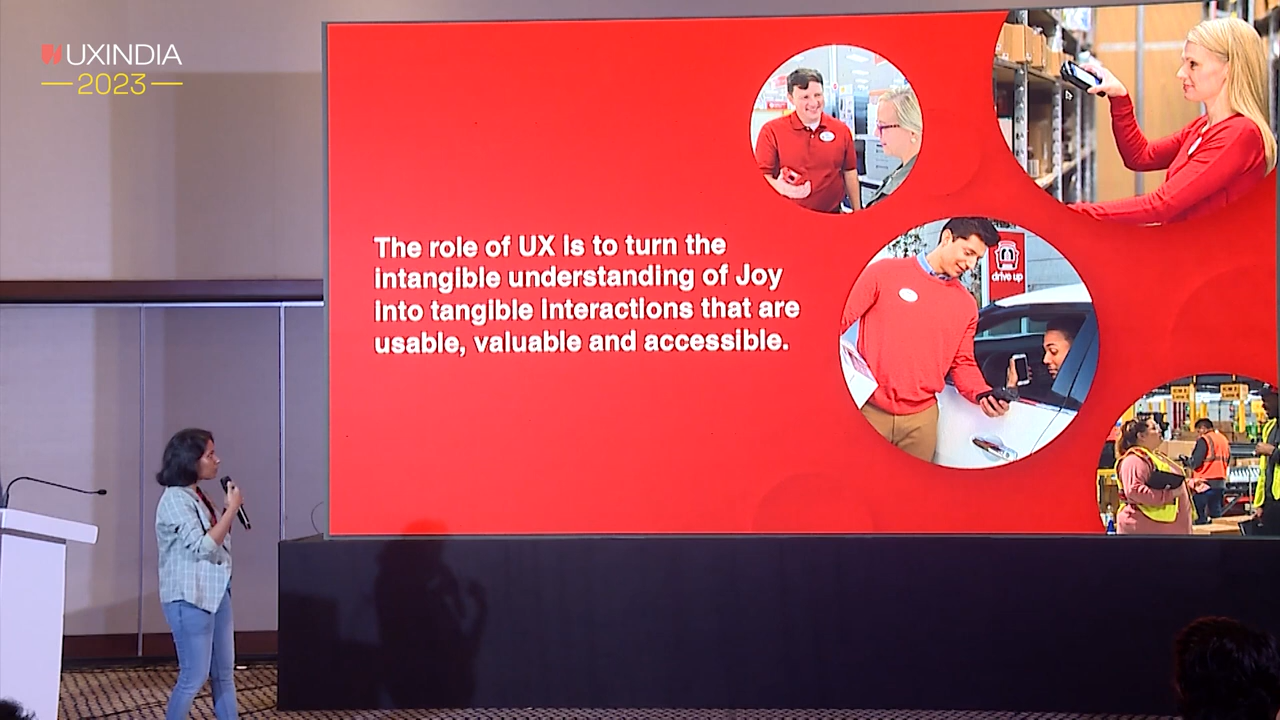 UXINDIA
2023
The role of UX is to turn the
intangible understanding of Joy
into tangible interactions that are
usable, valuable and accessible.
drive up